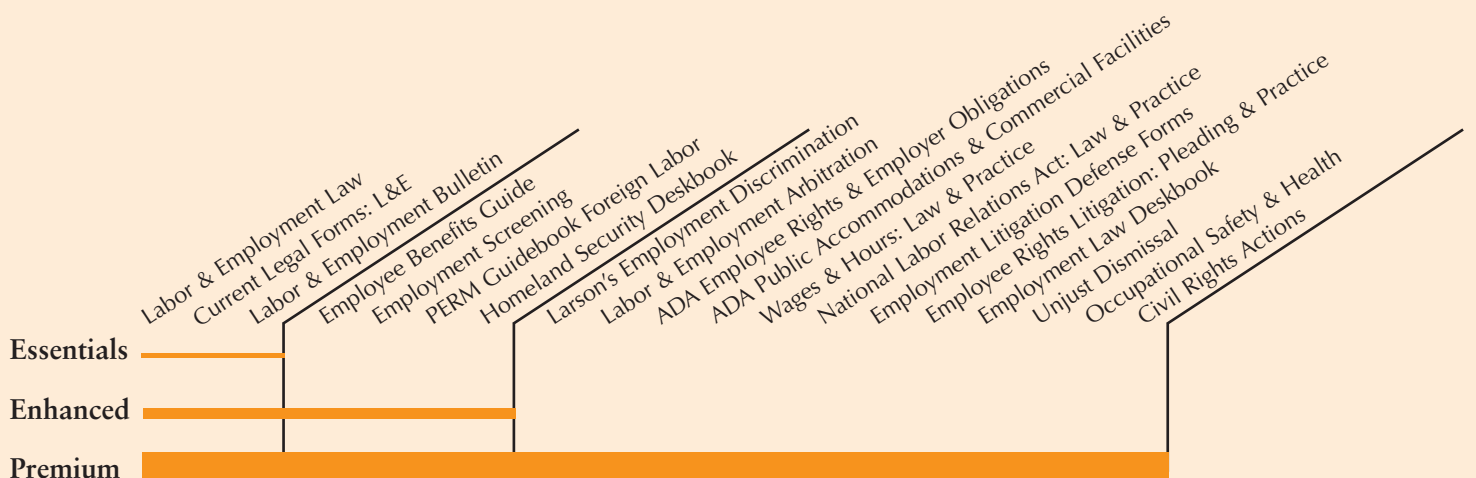 Labor & Employment Law
Current Legal Forms: L&E
Labor & Employment Bulletin
Employee Benefits Guide
Employment Screening
PERM Guidebook Foreign Labor
Homeland Security Deskbook
Larson's Employment Discrimination
Labor & Employment Arbitration
ADA Employee Rights & Employer Obligations
ADA Public Accommodations & Commercial Facilities
Wages & Hours: Law & Practice
National Labor Relations Act: Law & Practice
Employment Litigation Defense Forms
Employee Rights Litigation: Pleading & Practice
Employment Law Deskbook
Unjust Dismissal
Occupational Safety & Health
Civil Rights Actions
Essentials
Enhanced
Premium